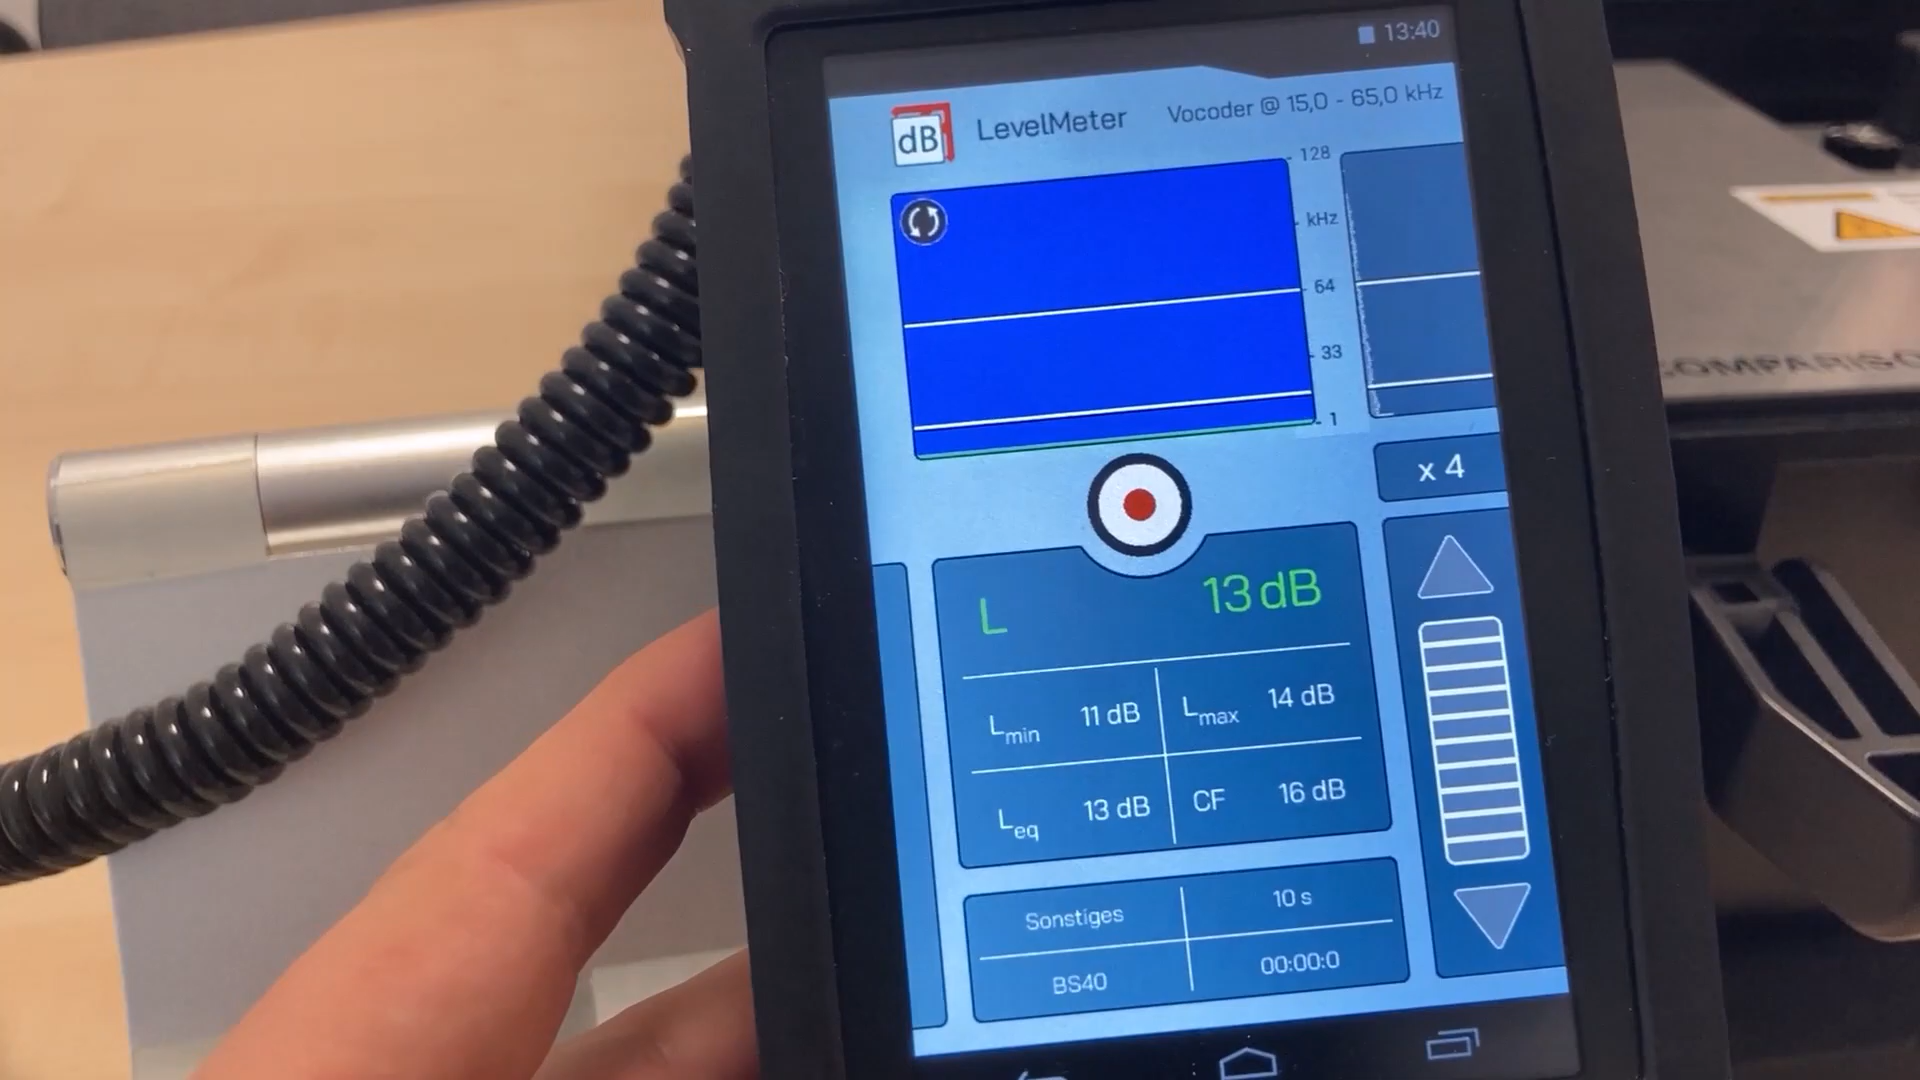 13:40
dB LevelMeter Vocoder @ 15,0 - 65,0 kHz
128
kHz
64
33
1
x 4
L 13 dB
Lmin 11 dB Lmax 14 dB
Leq 13 dB CF 16 dB
Sonstiges 10 s
BS40 00:00:0